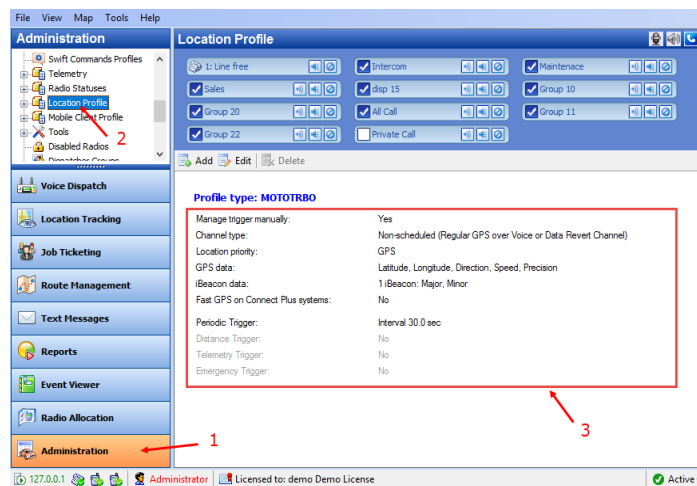 File View Map Tools Help
Administration
Location Profile
Swift Commands Profiles
Telemetry
Radio Statuses
Location Profile
Mobile Client Profile
Tools
Disabled Radios
Dispatcher Groups
2
1: Line free
Intercom
Maintenace
Sales
disp 15
Group 10
Group 20
All Call
Group 11
Group 22
Private Call
Add Edit Delete
Voice Dispatch
Location Tracking
Job Ticketing
Route Management
Text Messages
Reports
Event Viewer
Radio Allocation
Administration
1
Profile type: MOTOTRBO
Manage trigger manually: Yes
Channel type: Non-scheduled (Regular GPS over Voice or Data Revert Channel)
Location priority: GPS
GPS data: Latitude, Longitude, Direction, Speed, Precision
iBeacon data: 1 iBeacon: Major, Minor
Fast GPS on Connect Plus systems: No
Periodic Trigger: Interval 30.0 sec
Distance Trigger: No
Telemetry Trigger: No
Emergency Trigger: No
3
127.0.0.1 Administrator Licensed to: demo Demo License Active